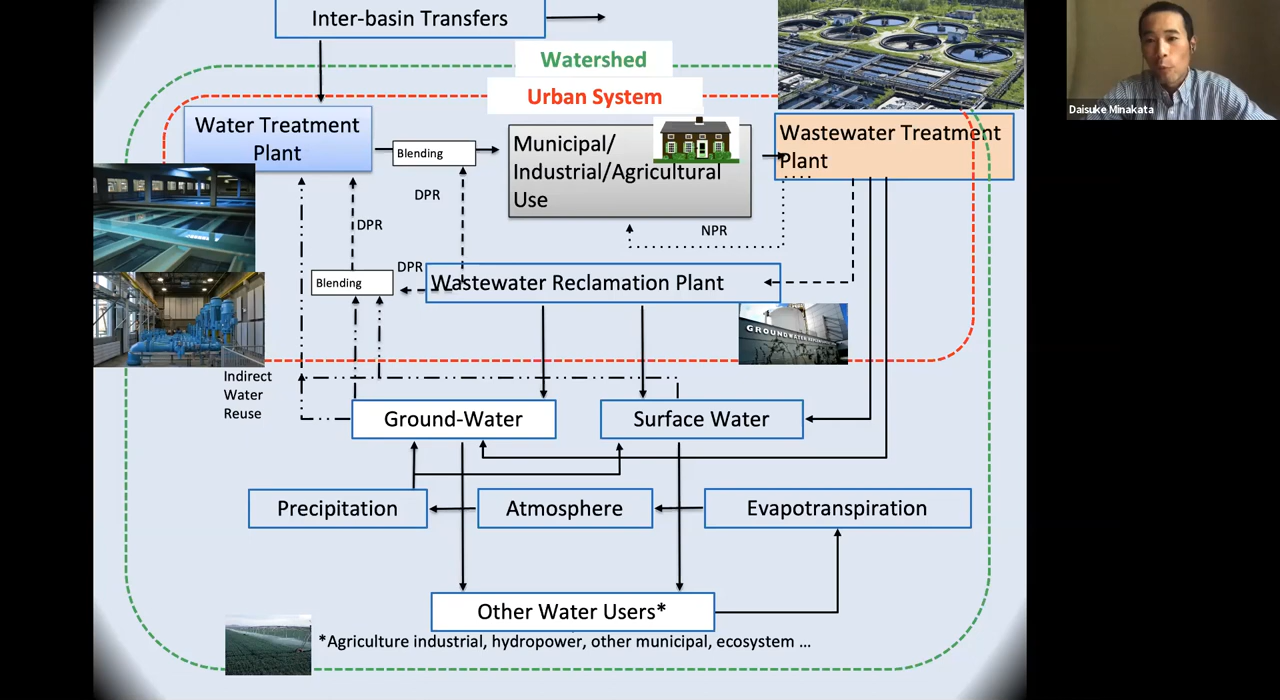 Inter-basin Transfers
Watershed
Urban System
Daisuke Minakata
Water Treatment
Plant
Blending
Municipal/
Industrial/Agricultural
Use
Wastewater Treatment
Plant
DPR
DPR
NPR
DPR
Blending
Wastewater Reclamation Plant
GROUNDWATER
Indirect
Water
Reuse
Ground-Water
Surface Water
Precipitation
Atmosphere
Evapotranspiration
Other Water Users*
*Agriculture industrial, hydropower, other municipal, ecosystem ...